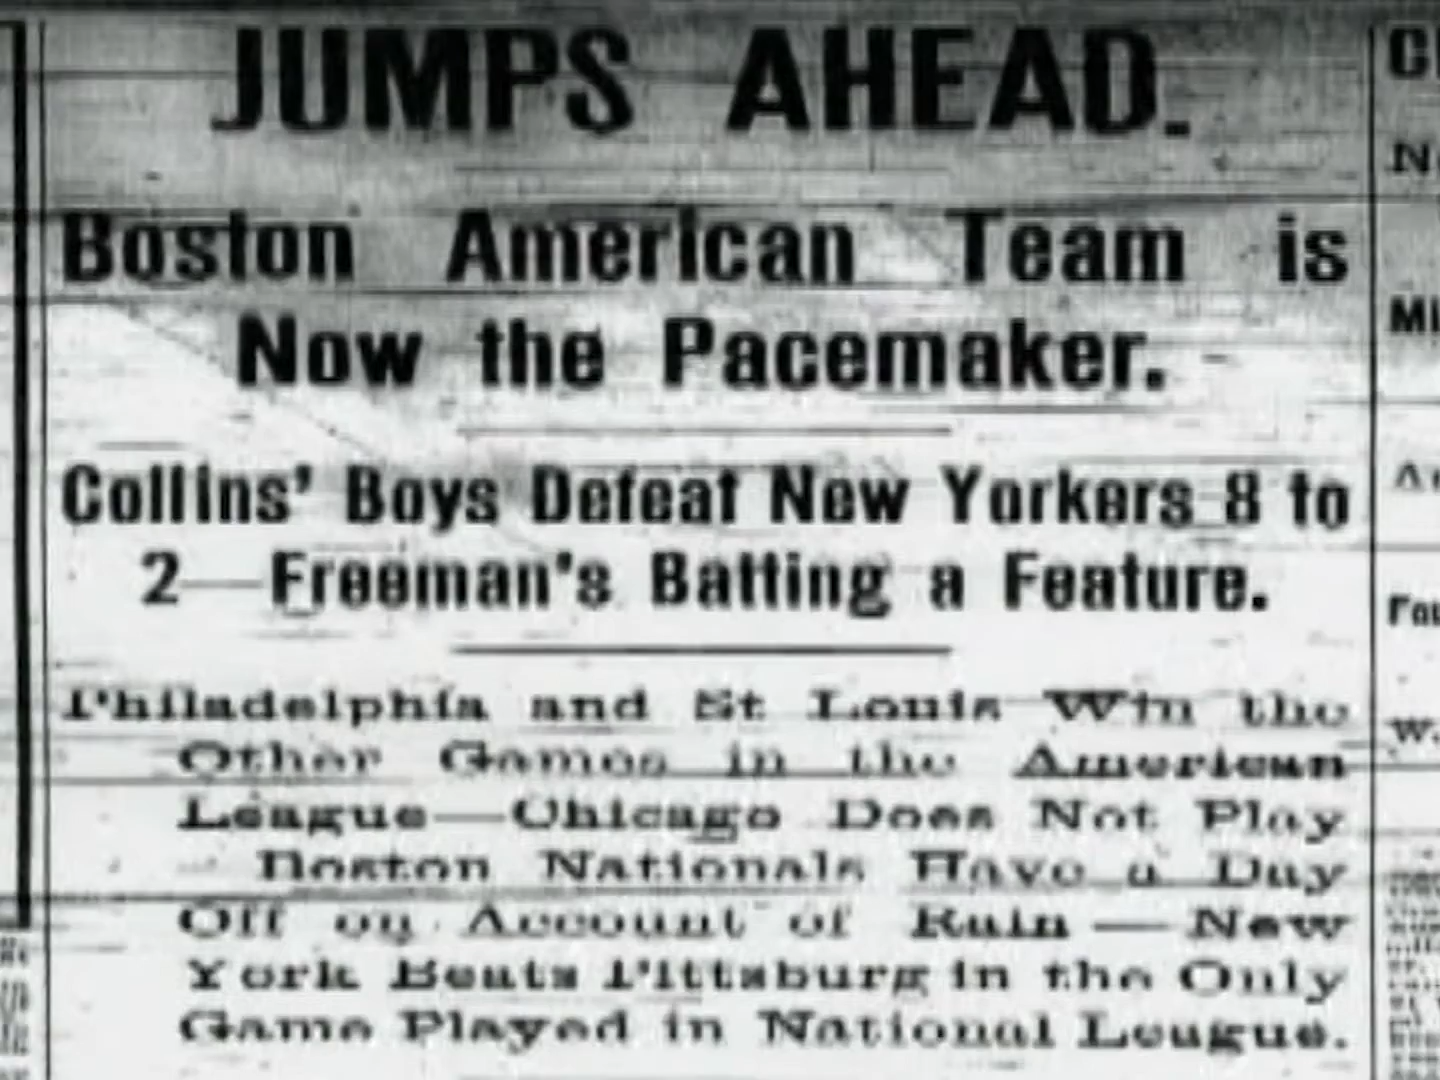 JUMPS AHEAD.
Boston American Team is
Now the Pacemaker.
Collins' Boys Defeat New Yorkers 8 to
2—Freeman's Batting a Feature.
Philadelphia and St Louis Win the
Other Games in the American
League—Chicago Does Not Play
Boston Nationals Have a Day
Off on Account of Rain—New
York Beats Pittsburg in the Only
Game Played in National League.